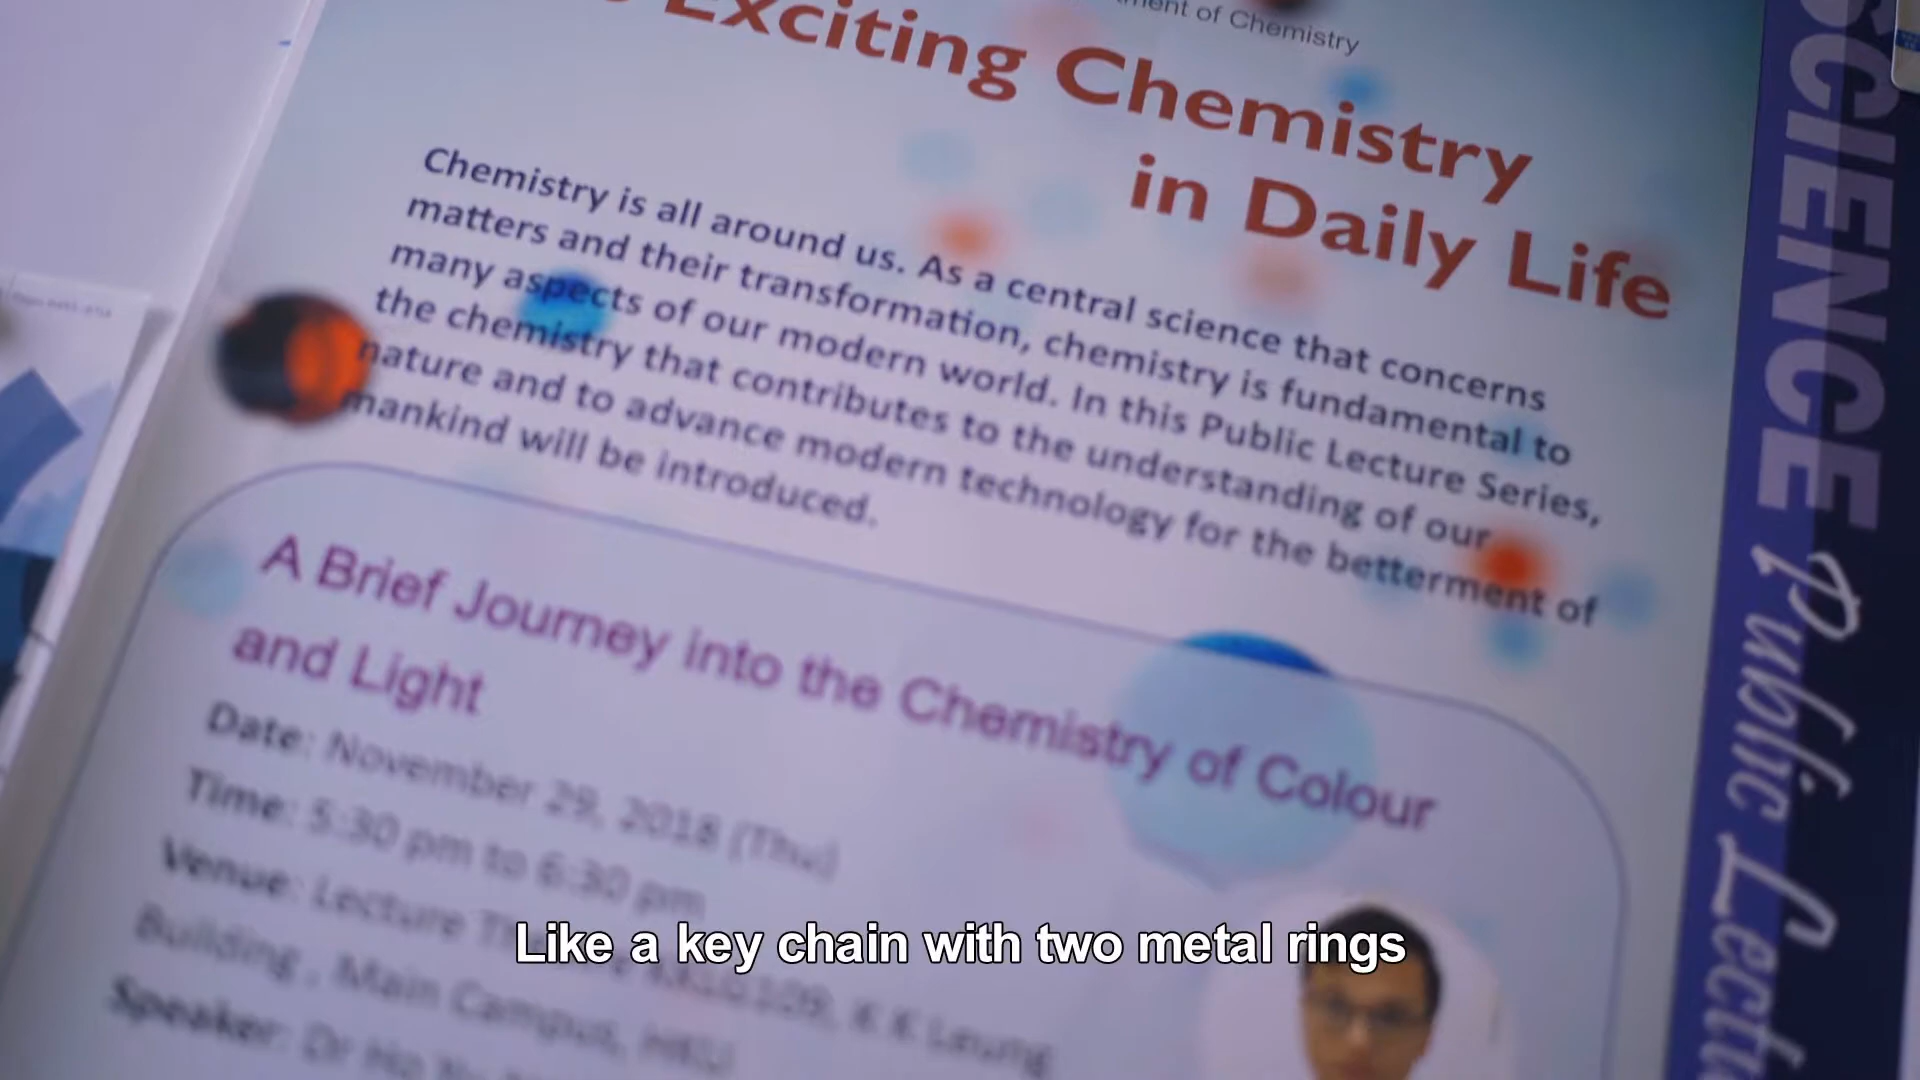 of Chemistry
Exciting Chemistry
in Daily Life
Chemistry is all around us. As a central science that concerns
matters and their transformation, chemistry is fundamental to
many aspects of our modern world. In this Public Lecture Series,
the chemistry that contributes to the understanding of our
nature and to advance modern technology for the betterment of
mankind will be introduced.
A Brief Journey into the Chemistry of Colour
and Light
Date: November 29, 2018 (Thu)
Time: 5:30 pm to 6:30 pm
Venue: Lecture K K Leung
Building, Main Campus, HKU
Speaker: Dr Ho
SCIENCE Public
Like a key chain with two metal rings